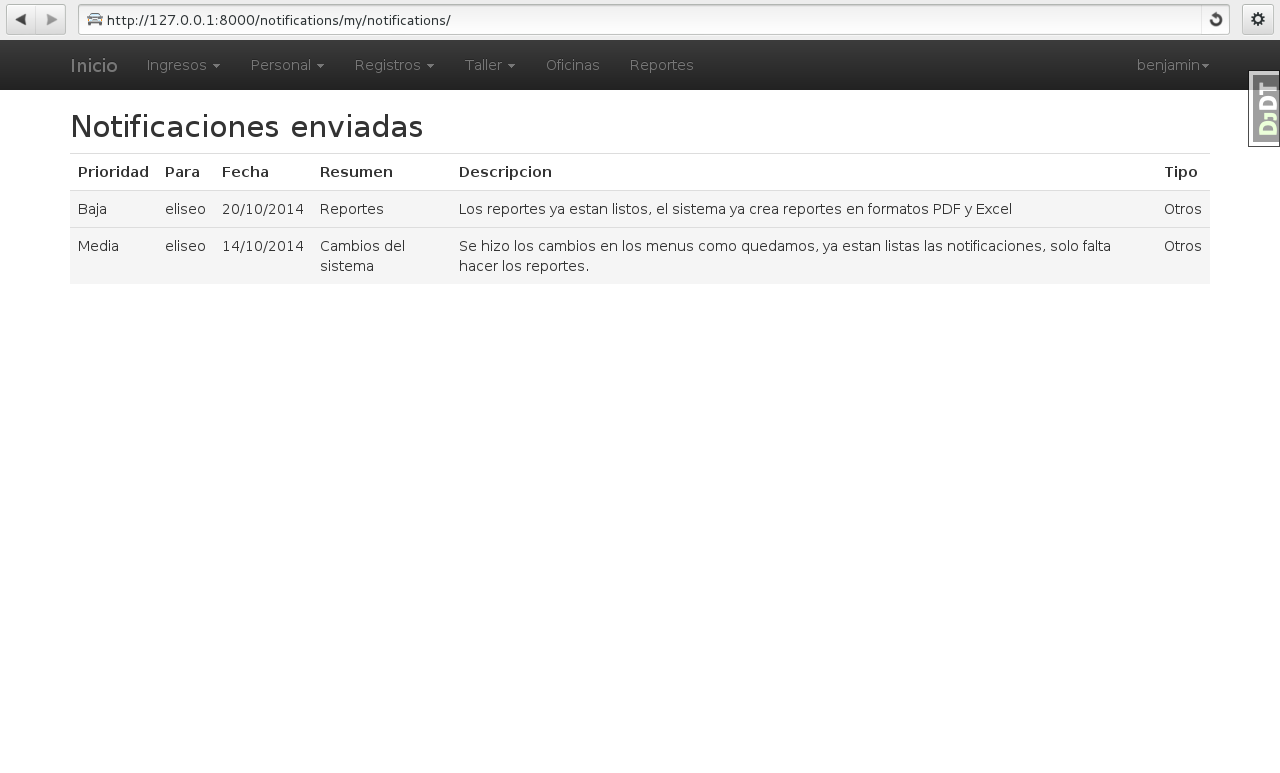 http://127.0.0.1:8000/notifications/my/notifications/
Inicio Ingresos Personal Registros Taller Oficinas Reportes benjamin
DjDT
Notificaciones enviadas
Prioridad Para Fecha Resumen Descripcion Tipo
Baja eliseo 20/10/2014 Reportes Los reportes ya estan listos, el sistema ya crea reportes en formatos PDF y Excel Otros
Media eliseo 14/10/2014 Cambios del Se hizo los cambios en los menus como quedamos, ya estan listas las notificaciones, solo falta Otros
sistema hacer los reportes.